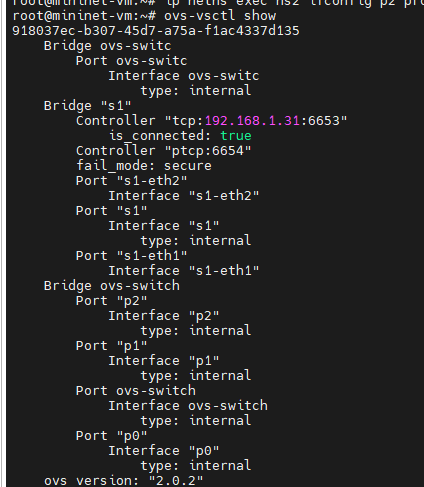 root@mininet-vm:~# ip netns exec ns2 ifconfig p2 pro
root@mininet-vm:~# ovs-vsctl show
918037ec-b307-45d7-a75a-f1ac4337d135
    Bridge ovs-switc
        Port ovs-switc
            Interface ovs-switc
                type: internal
    Bridge "s1"
        Controller "tcp:192.168.1.31:6653"
            is_connected: true
        Controller "ptcp:6654"
        fail_mode: secure
        Port "s1-eth2"
            Interface "s1-eth2"
        Port "s1"
            Interface "s1"
                type: internal
        Port "s1-eth1"
            Interface "s1-eth1"
    Bridge ovs-switch
        Port "p2"
            Interface "p2"
                type: internal
        Port "p1"
            Interface "p1"
                type: internal
        Port ovs-switch
            Interface ovs-switch
                type: internal
        Port "p0"
            Interface "p0"
                type: internal
    ovs_version: "2.0.2"